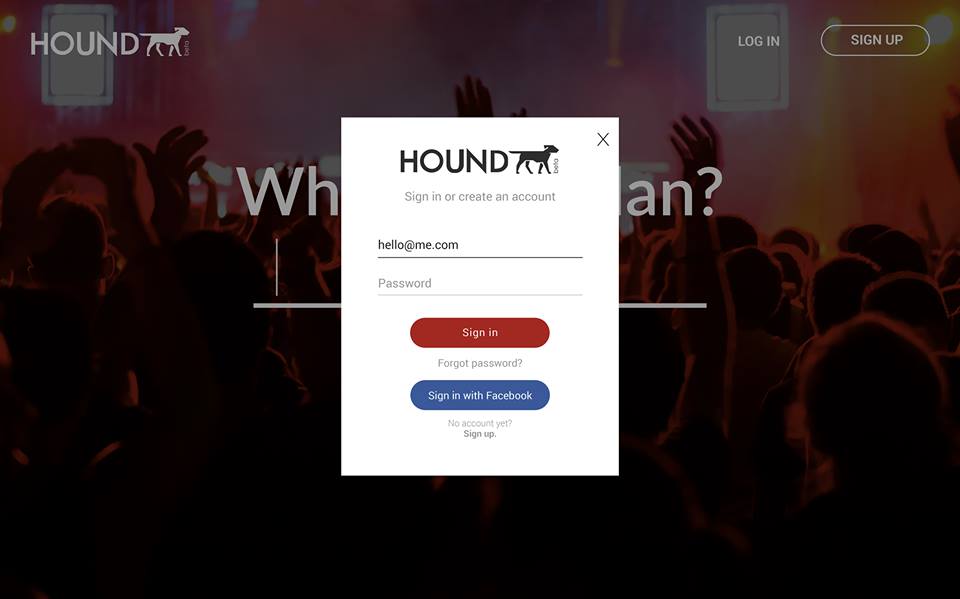 HOUND beta
LOG IN
SIGN UP
Wh lan?
HOUND beta
X
Sign in or create an account
hello@me.com
Password
Sign in
Forgot password?
Sign in with Facebook
No account yet?
Sign up.